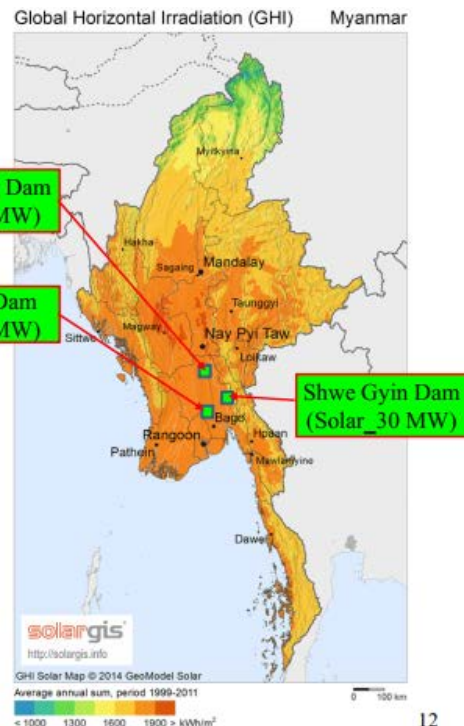 Global Horizontal Irradiation (GHI) Myanmar
Myitkyina
Dam
MW)
Hakha
Sagaing
Mandalay
Taunggyi
Dam
MW)
Magway
Sittwe
Nay Pyi Taw
Loikaw
Shwe Gyin Dam
(Solar_30 MW)
Bago
Rangoon
Hpaan
Pathein
Mawlamyine
Dawei
solargis
http://solargis.info
GHI Solar Map © 2014 GeoModel Solar
Average annual sum, period 1999-2011
0 100 km
< 1000 1300 1600 1900 > kWh/m²
12